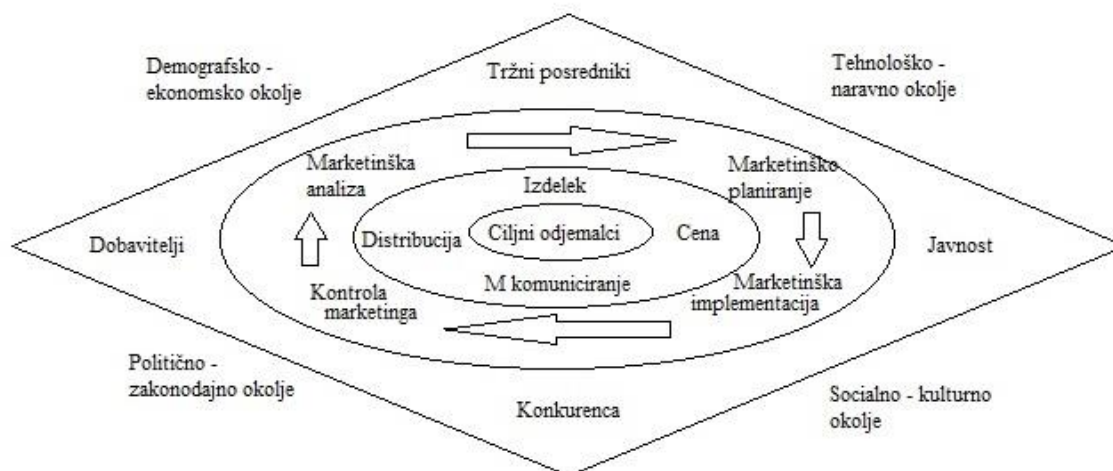 Demografsko -
ekonomsko okolje
Tržni posredniki
Tehnološko -
naravno okolje
Marketinška
analiza
Izdelek
Marketinško
planiranje
Dobavitelji
Distribucija
Ciljni odjemalci
Cena
Javnost
Kontrola
marketinga
M komuniciranje
Marketinška
implementacija
Politično -
zakonodajno okolje
Konkurenca
Socialno - kulturno
okolje